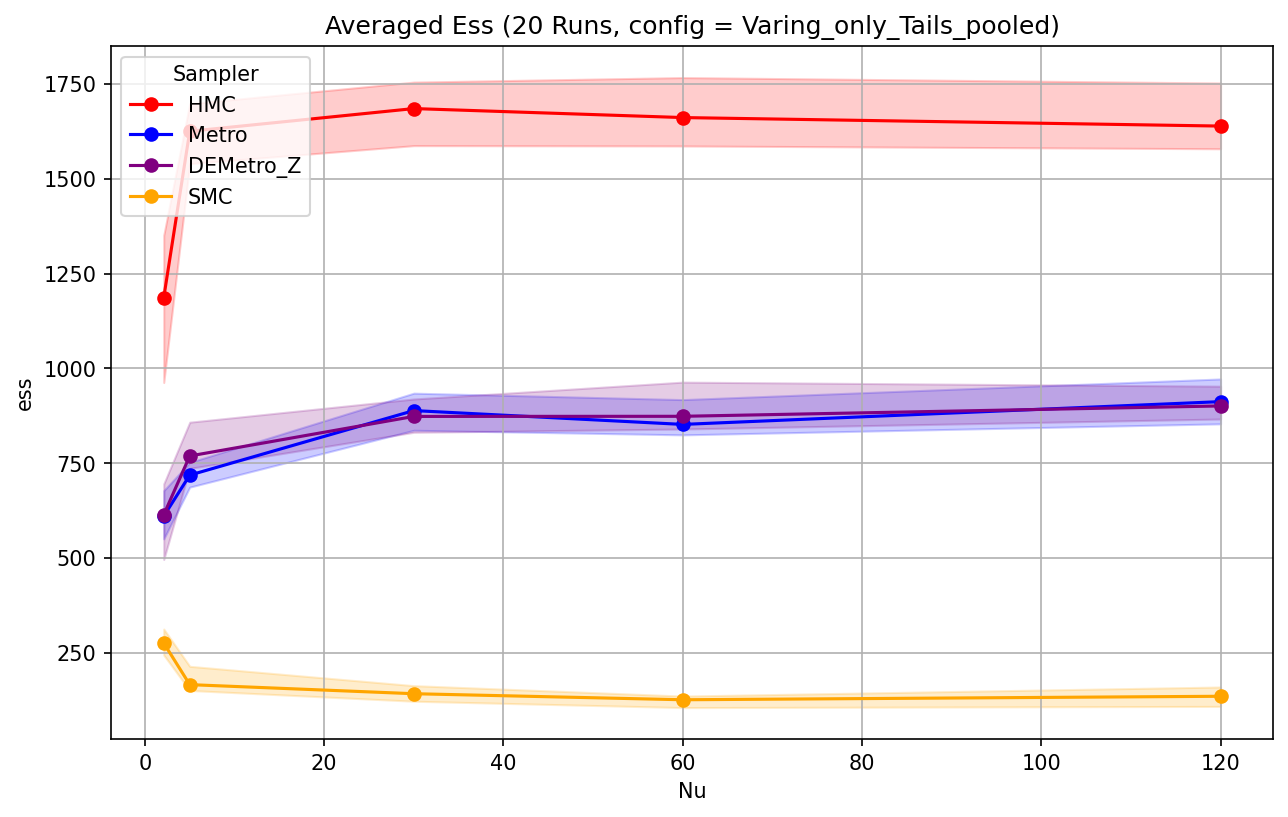 Averaged Ess (20 Runs, config = Varing_only_Tails_pooled)
Sampler
HMC
Metro
DEMetro_Z
SMC
1750
1500
1250
1000
750
500
250
ess
0 20 40 60 80 100 120
Nu